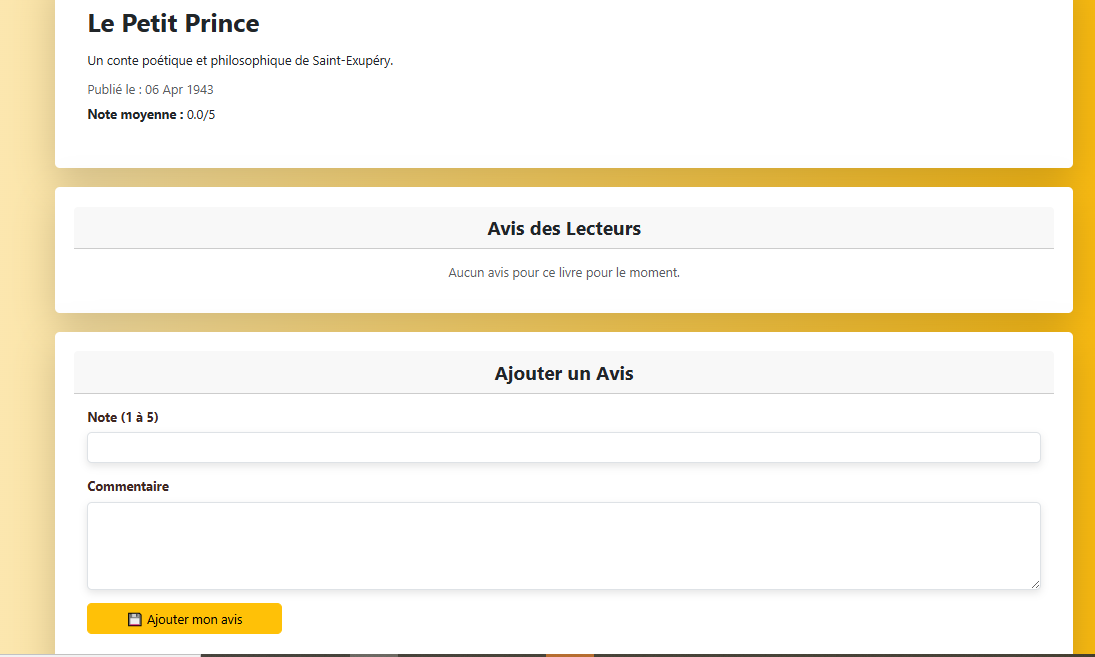 Le Petit Prince
Un conte poétique et philosophique de Saint-Exupéry.
Publié le : 06 Apr 1943
Note moyenne : 0.0/5
Avis des Lecteurs
Aucun avis pour ce livre pour le moment.
Ajouter un Avis
Note (1 à 5)
Commentaire
💾 Ajouter mon avis